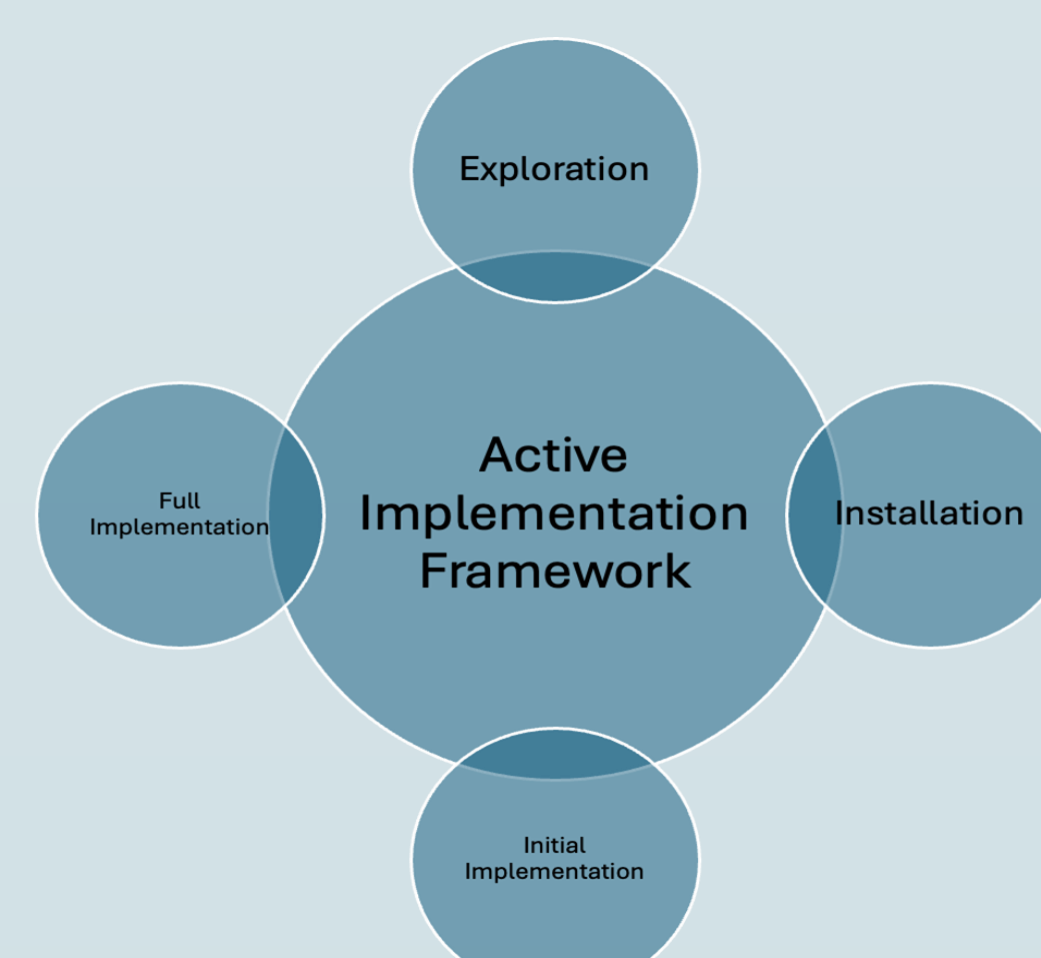 Exploration
Active
Implementation
Framework
Full
Implementation
Installation
Initial
Implementation